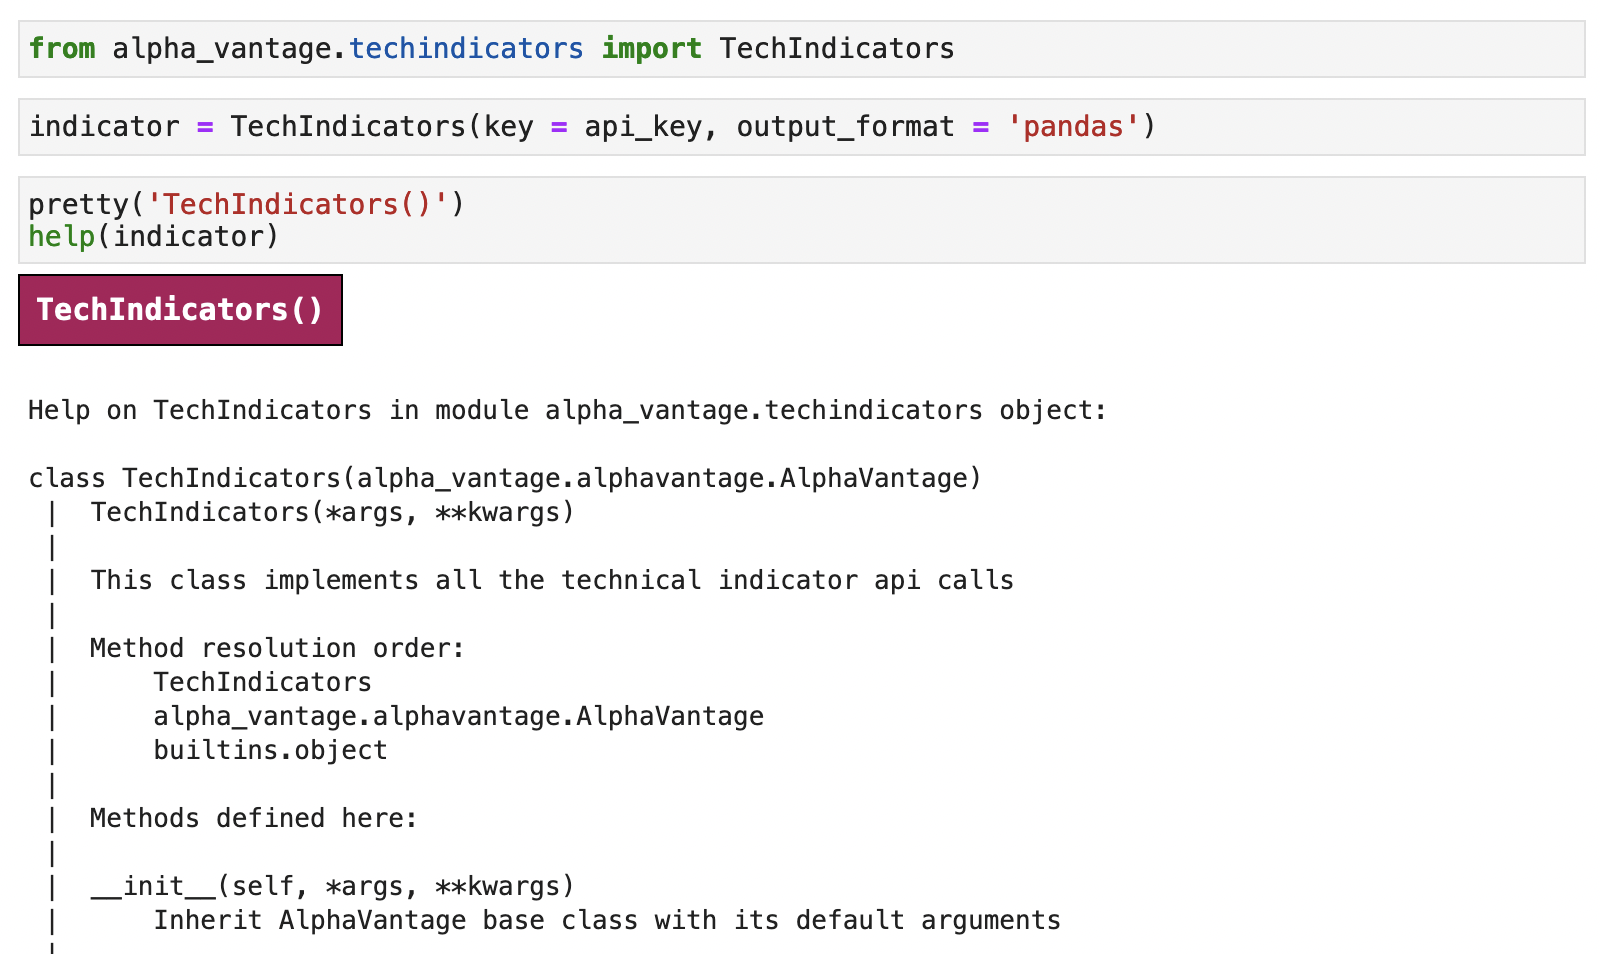 from alpha_vantage.techindicators import TechIndicators
indicator = TechIndicators(key = api_key, output_format = 'pandas')
pretty('TechIndicators()')
help(indicator)
TechIndicators()
Help on TechIndicators in module alpha_vantage.techindicators object:
class TechIndicators(alpha_vantage.alphavantage.AlphaVantage)
 |  TechIndicators(*args, **kwargs)
 |
 |  This class implements all the technical indicator api calls
 |
 |  Method resolution order:
 |      TechIndicators
 |      alpha_vantage.alphavantage.AlphaVantage
 |      builtins.object
 |
 |  Methods defined here:
 |
 |  __init__(self, *args, **kwargs)
 |      Inherit AlphaVantage base class with its default arguments
 |